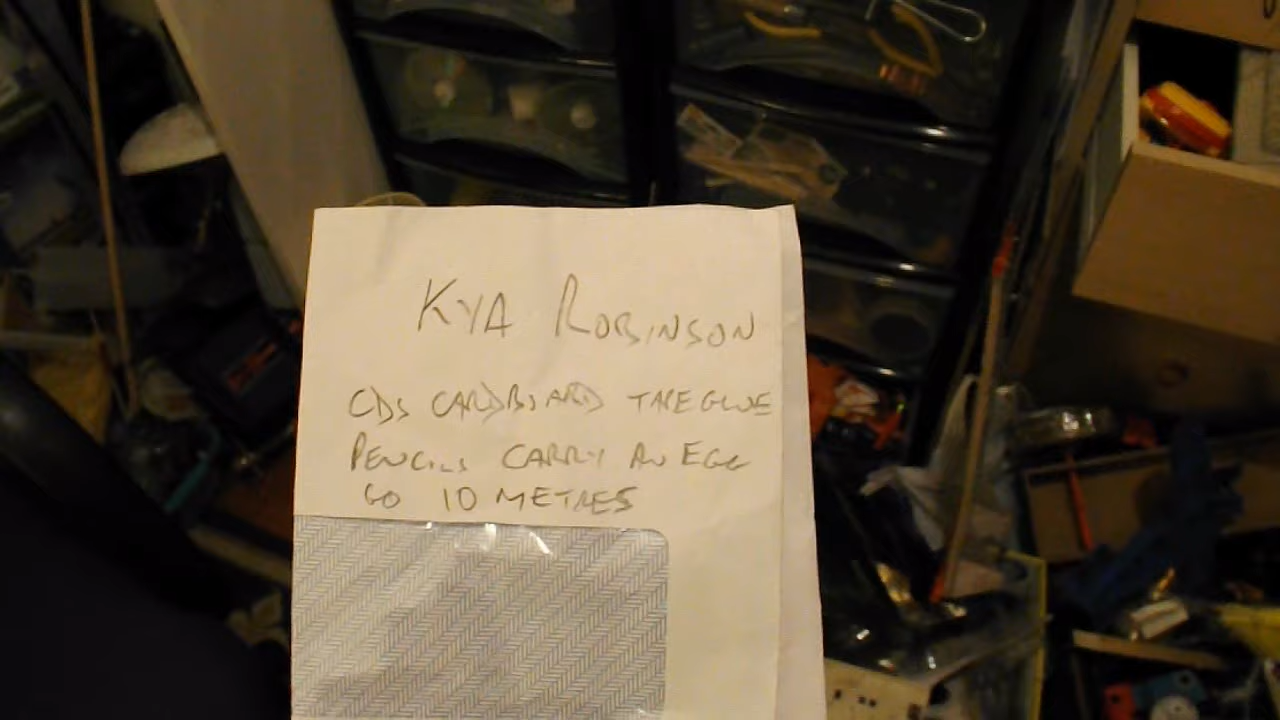 KYA ROBINSON
CDS CARDBOARD TAPE GLUE
PENCILS CARRY AN EGG
GO 10 METRES